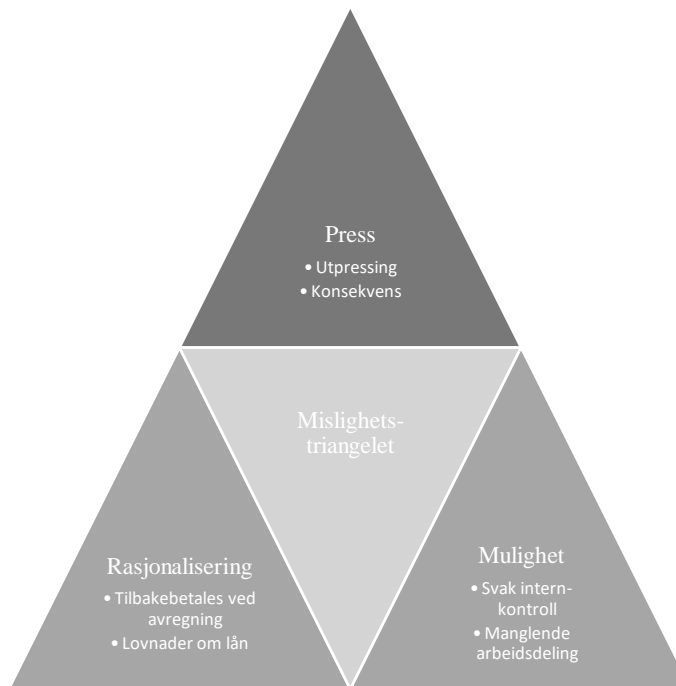 Press
• Utpressing
• Konsekvens
Mislighets-
triangelet
Rasjonalisering
• Tilbakebetales ved
avregning
• Lovnader om lån
Mulighet
• Svak intern-
kontroll
• Manglende
arbeidsdeling